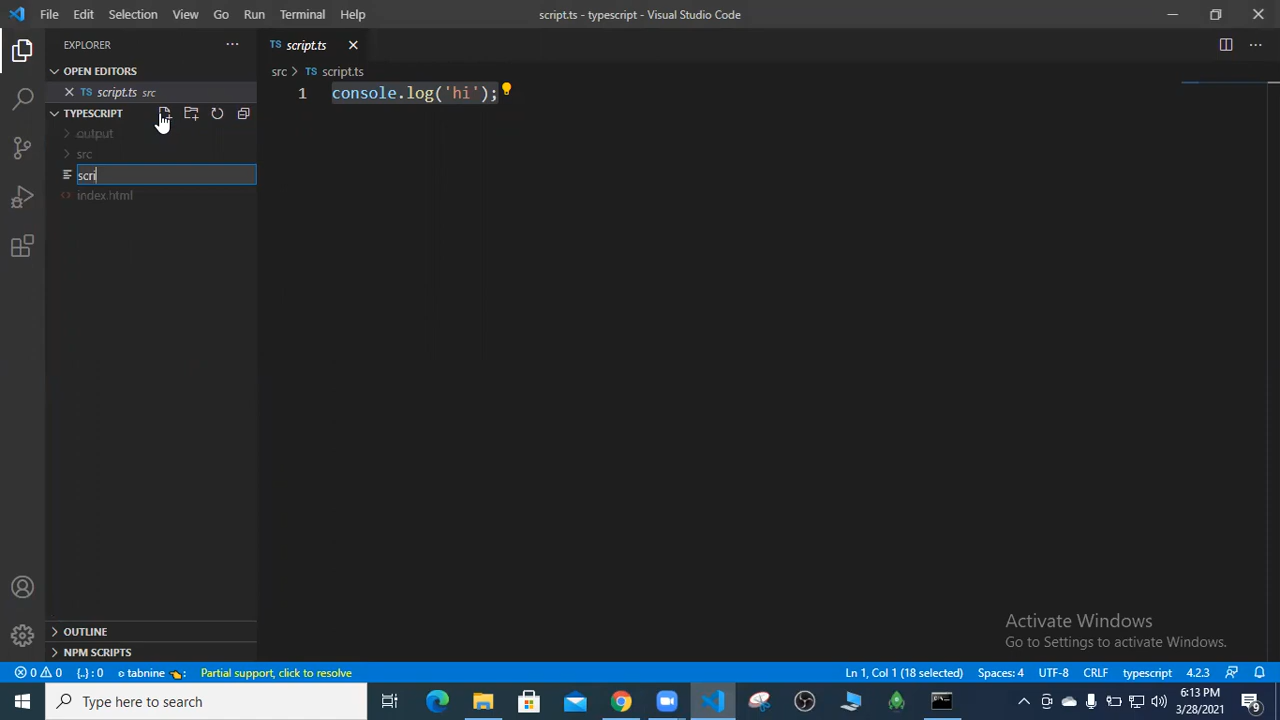 File Edit Selection View Go Run Terminal Help script.ts - typescript - Visual Studio Code
EXPLORER
TS script.ts
OPEN EDITORS
src TS script.ts
TS script.ts src
1 console.log('hi');
TYPESCRIPT
output
src
scri
index.html
OUTLINE
NPM SCRIPTS
Activate Windows
Go to Settings to activate Windows.
0 0 {..} : 0 tabnine : Partial support, click to resolve Ln 1, Col 1 (18 selected) Spaces: 4 UTF-8 CRLF typescript 4.2.3
Type here to search
6:13 PM
3/28/2021
9